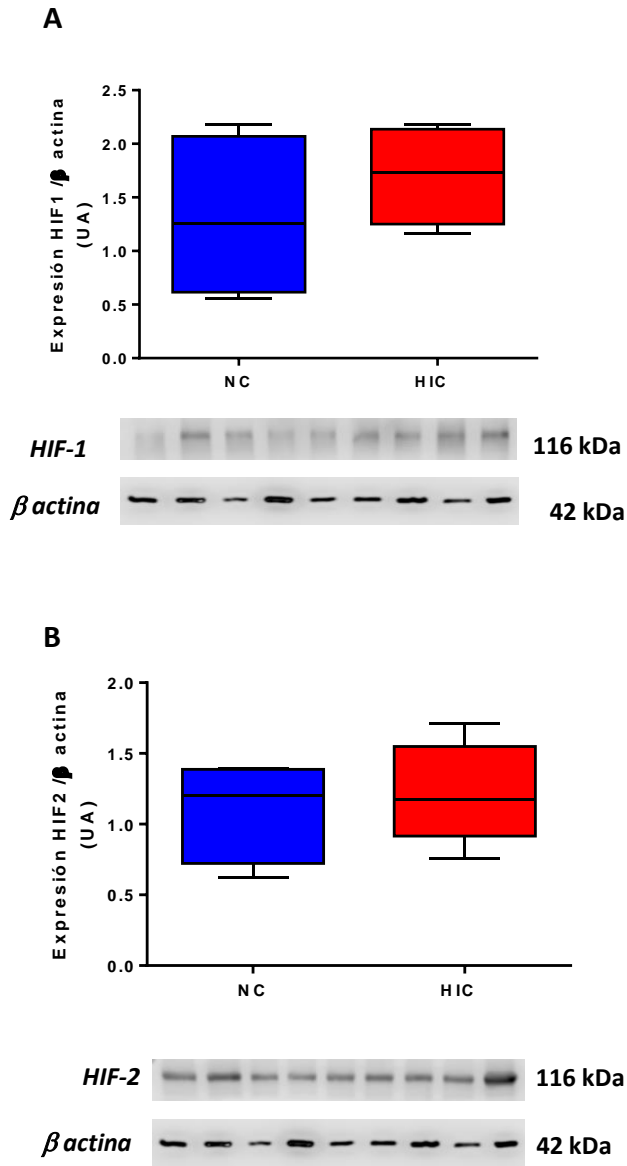 A
Expresión HIF1 /β actina
(UA)
2.5
2.0
1.5
1.0
0.5
0.0
NC HIC
HIF-1 116 kDa
β actina 42 kDa
B
Expresión HIF2 /β actina
(UA)
2.0
1.5
1.0
0.5
0.0
NC HIC
HIF-2 116 kDa
β actina 42 kDa